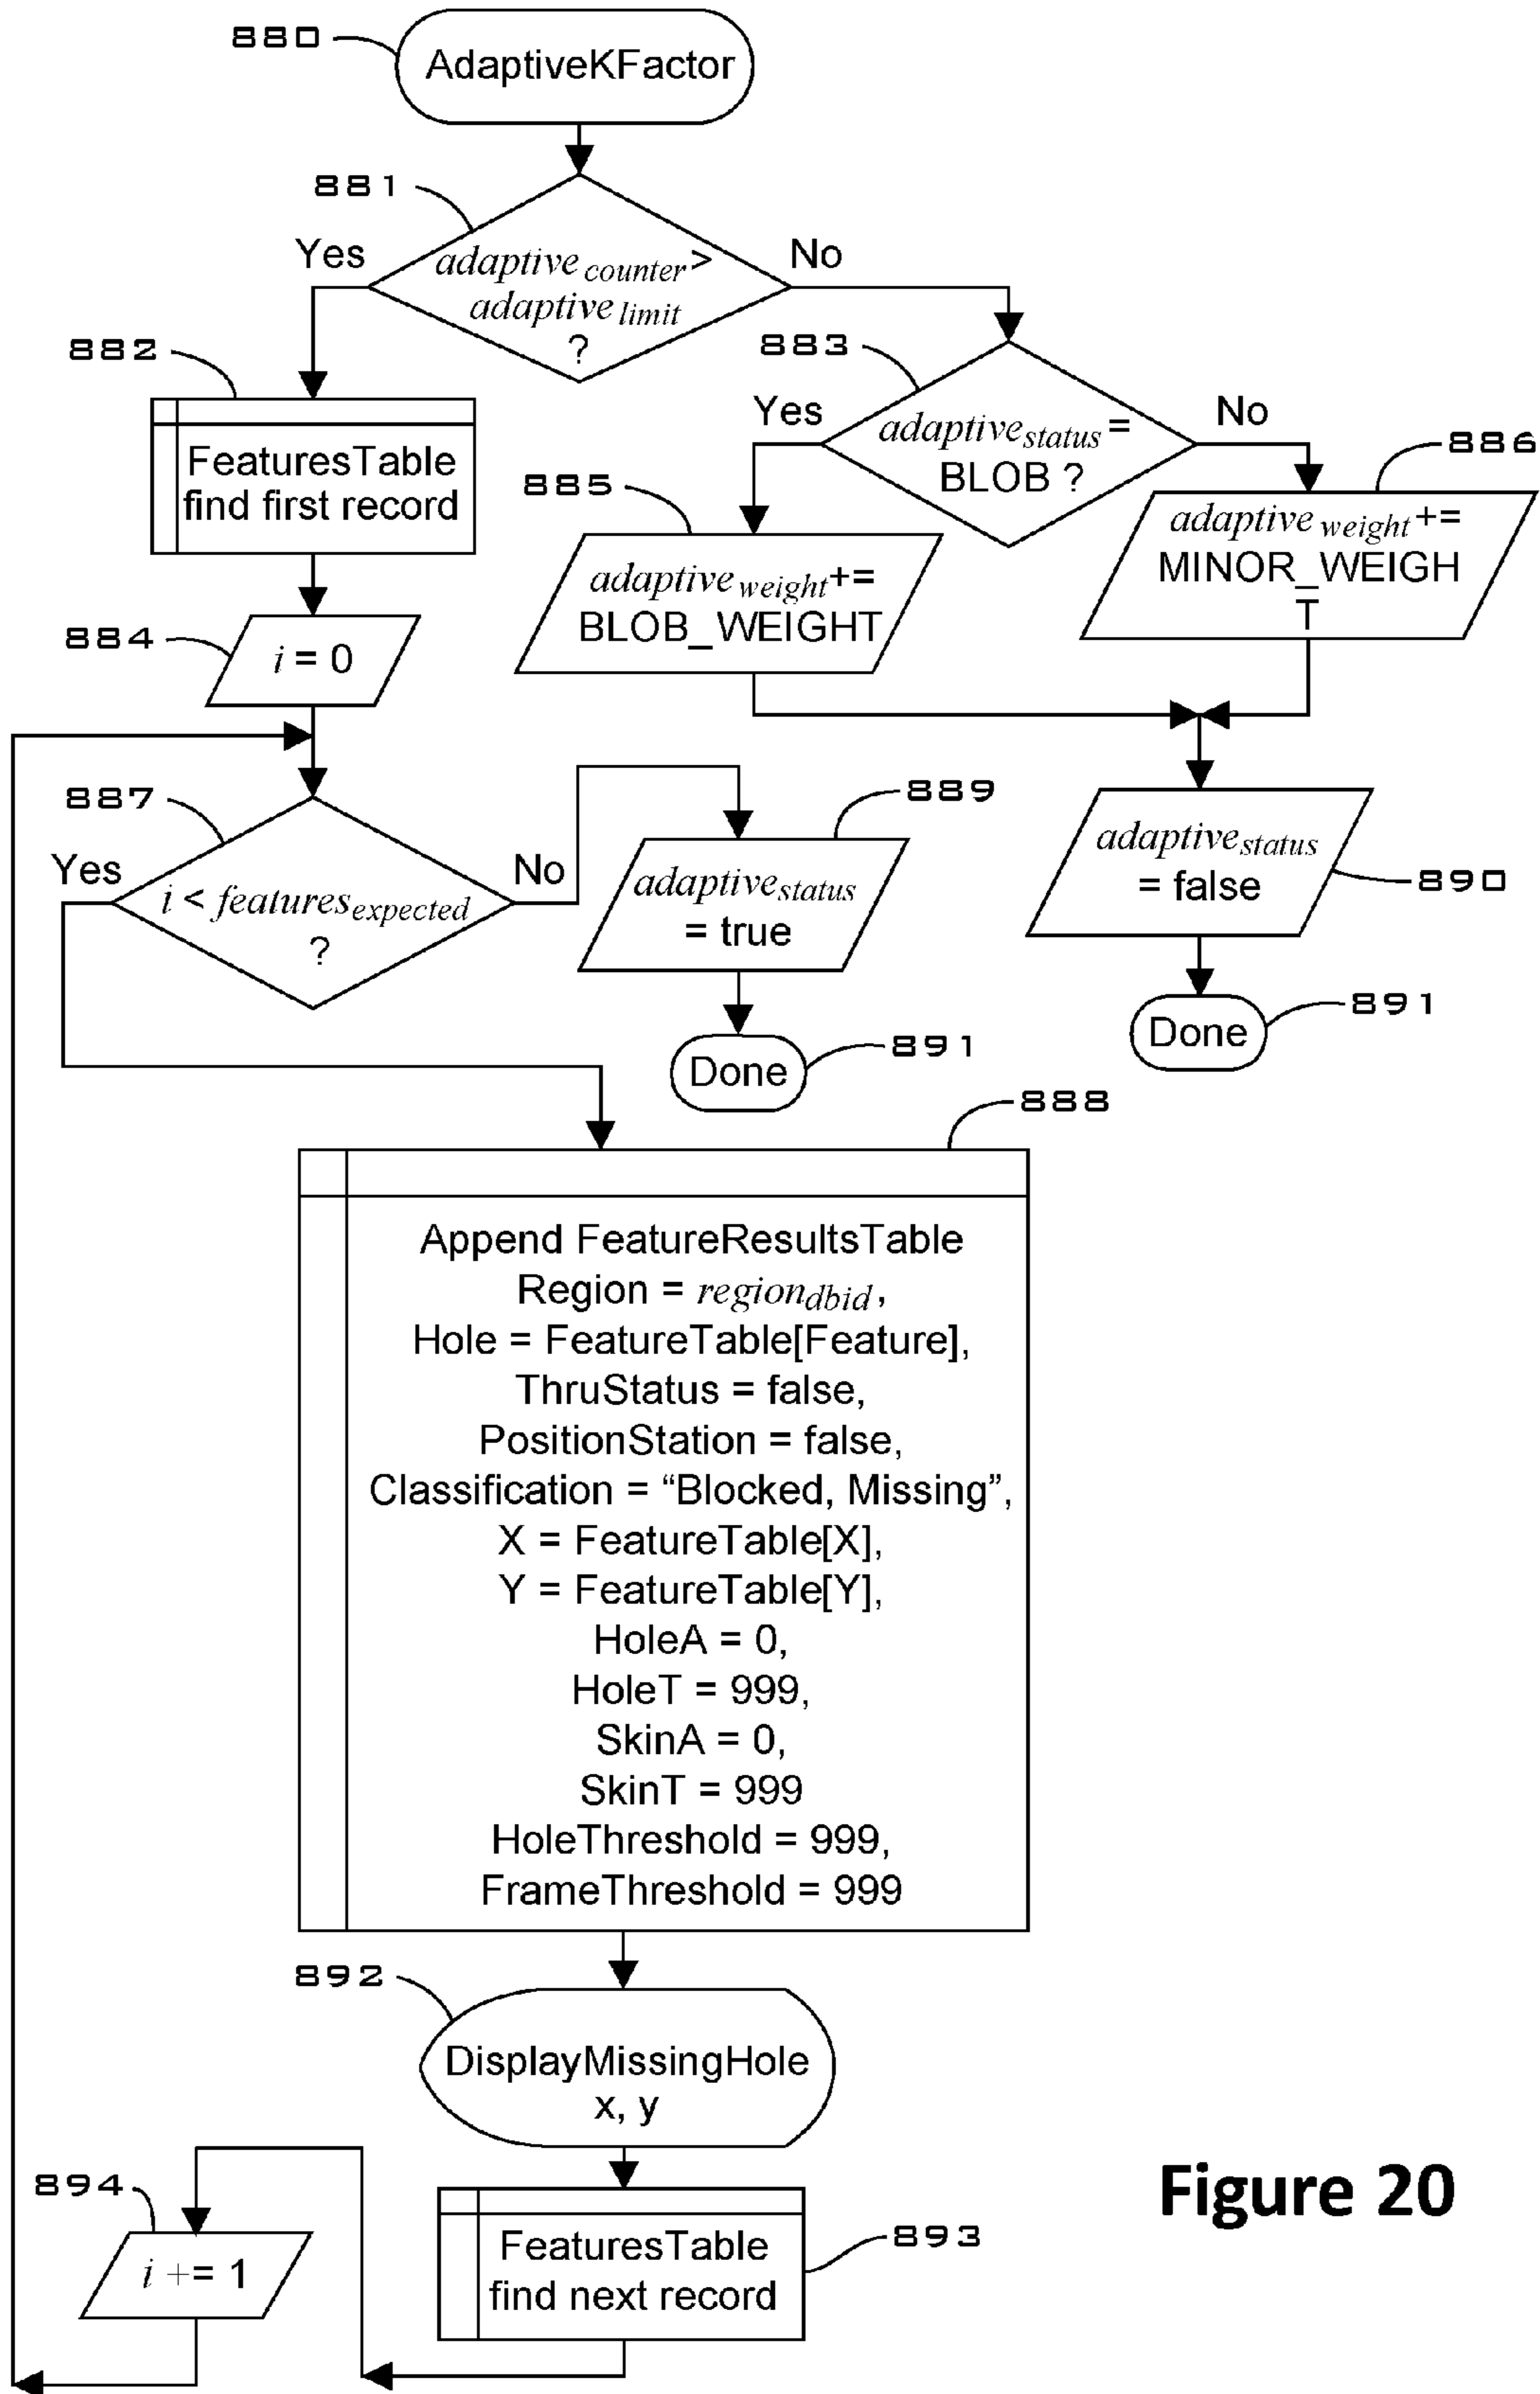 880
AdaptiveKFactor
881
Yes
adaptive counter >
adaptive limit
?
No
882
FeaturesTable
find first record
883
Yes
adaptive status =
BLOB ?
No
884
i = 0
885
adaptive weight +=
BLOB_WEIGHT
886
adaptive weight +=
MINOR_WEIGH
T
887
Yes
i < features expected
?
No
889
adaptive status
= true
Done
891
adaptive status
= false
890
Done
891
888
Append FeatureResultsTable
Region = region dbid,
Hole = FeatureTable[Feature],
ThruStatus = false,
PositionStation = false,
Classification = “Blocked, Missing”,
X = FeatureTable[X],
Y = FeatureTable[Y],
HoleA = 0,
HoleT = 999,
SkinA = 0,
SkinT = 999
HoleThreshold = 999,
FrameThreshold = 999
892
DisplayMissingHole
x, y
893
FeaturesTable
find next record
894
i += 1
Figure 20